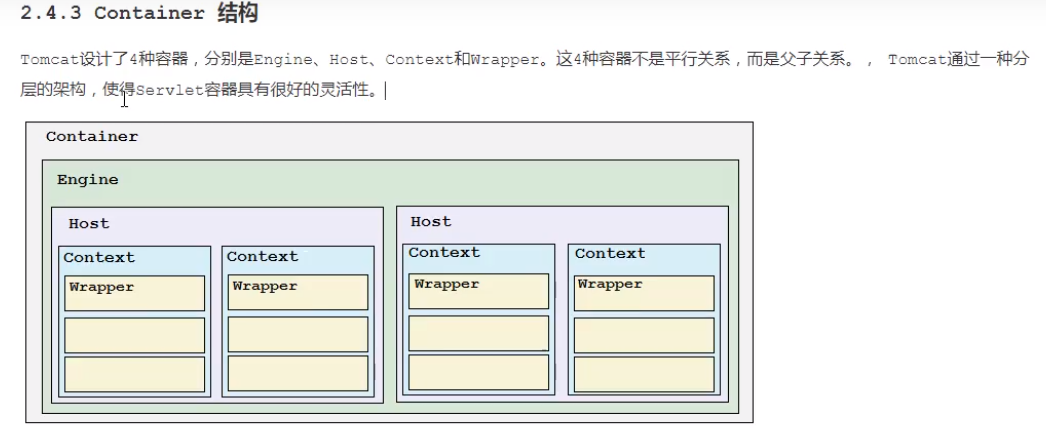 2.4.3 Container 结构
Tomcat设计了4种容器，分别是Engine、Host、Context和Wrapper。这4种容器不是平行关系，而是父子关系。， Tomcat通过一种分
层的架构，使得Servlet容器具有很好的灵活性。
Container
Engine
Host
Host
Context
Context
Context
Context
Wrapper
Wrapper
Wrapper
Wrapper